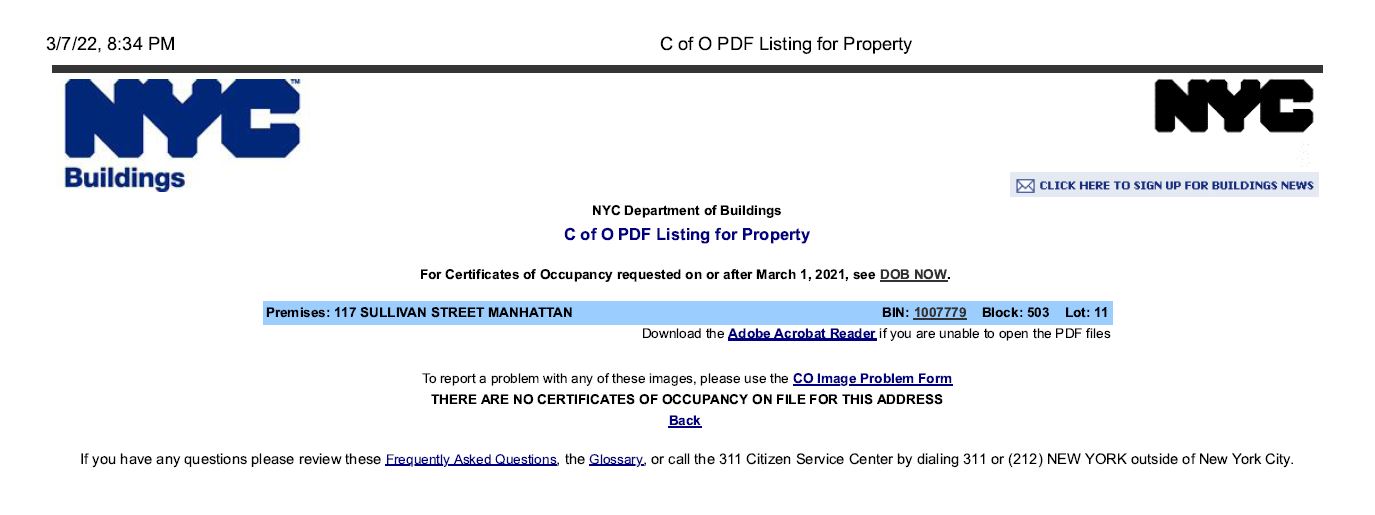 3/7/22, 8:34 PM C of O PDF Listing for Property
NYC™
Buildings
NYC
CLICK HERE TO SIGN UP FOR BUILDINGS NEWS
NYC Department of Buildings
C of O PDF Listing for Property
For Certificates of Occupancy requested on or after March 1, 2021, see DOB NOW.
Premises: 117 SULLIVAN STREET MANHATTAN BIN: 1007779 Block: 503 Lot: 11
Download the Adobe Acrobat Reader if you are unable to open the PDF files
To report a problem with any of these images, please use the CO Image Problem Form
THERE ARE NO CERTIFICATES OF OCCUPANCY ON FILE FOR THIS ADDRESS
Back
If you have any questions please review these Frequently Asked Questions, the Glossary, or call the 311 Citizen Service Center by dialing 311 or (212) NEW YORK outside of New York City.